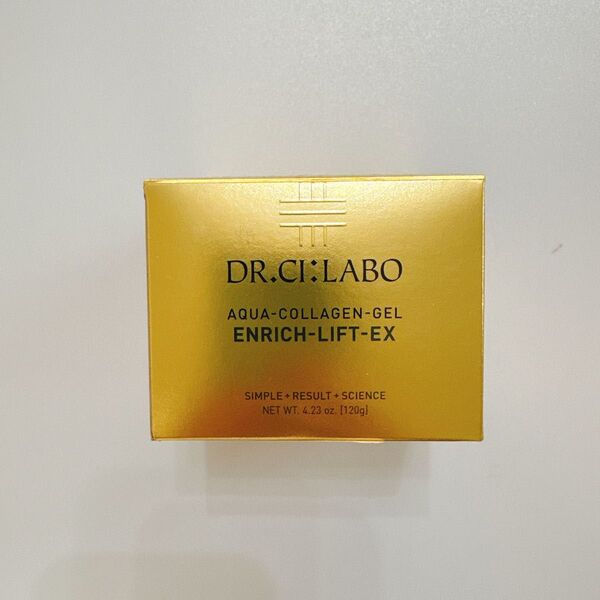 DR.CI:LABO
AQUA-COLLAGEN-GEL
ENRICH-LIFT-EX
SIMPLE + RESULT + SCIENCE
NET WT. 4.23 oz. [120g]